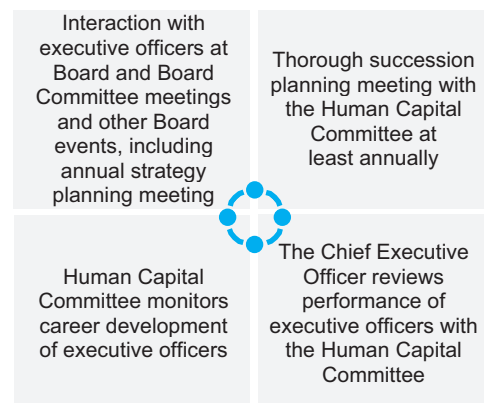 Interaction with
executive officers at
Board and Board
Committee meetings
and other Board
events, including
annual strategy
planning meeting
Thorough succession
planning meeting with
the Human Capital
Committee at
least annually
Human Capital
Committee monitors
career development
of executive officers
The Chief Executive
Officer reviews
performance of
executive officers with
the Human Capital
Committee